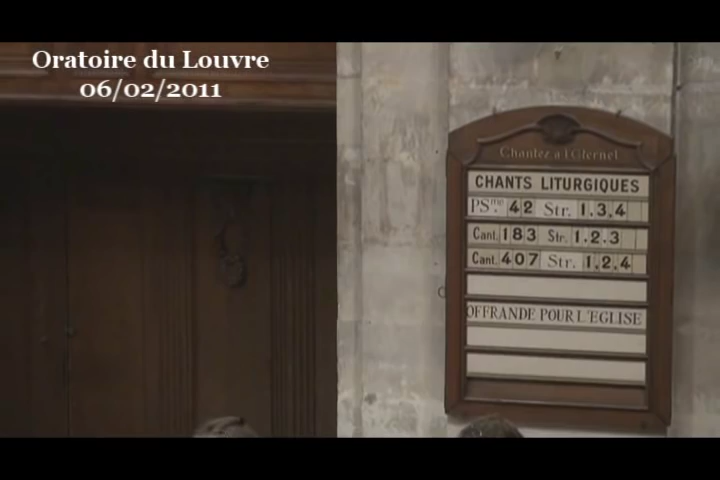 Oratoire du Louvre
06/02/2011
Chantez à l'Eternel
CHANTS LITURGIQUES
PSme. 42 Str. 1.3.4
Cant. 183 Str. 1.2.3
Cant. 407 Str. 1.2.4
OFFRANDE POUR L'EGLISE